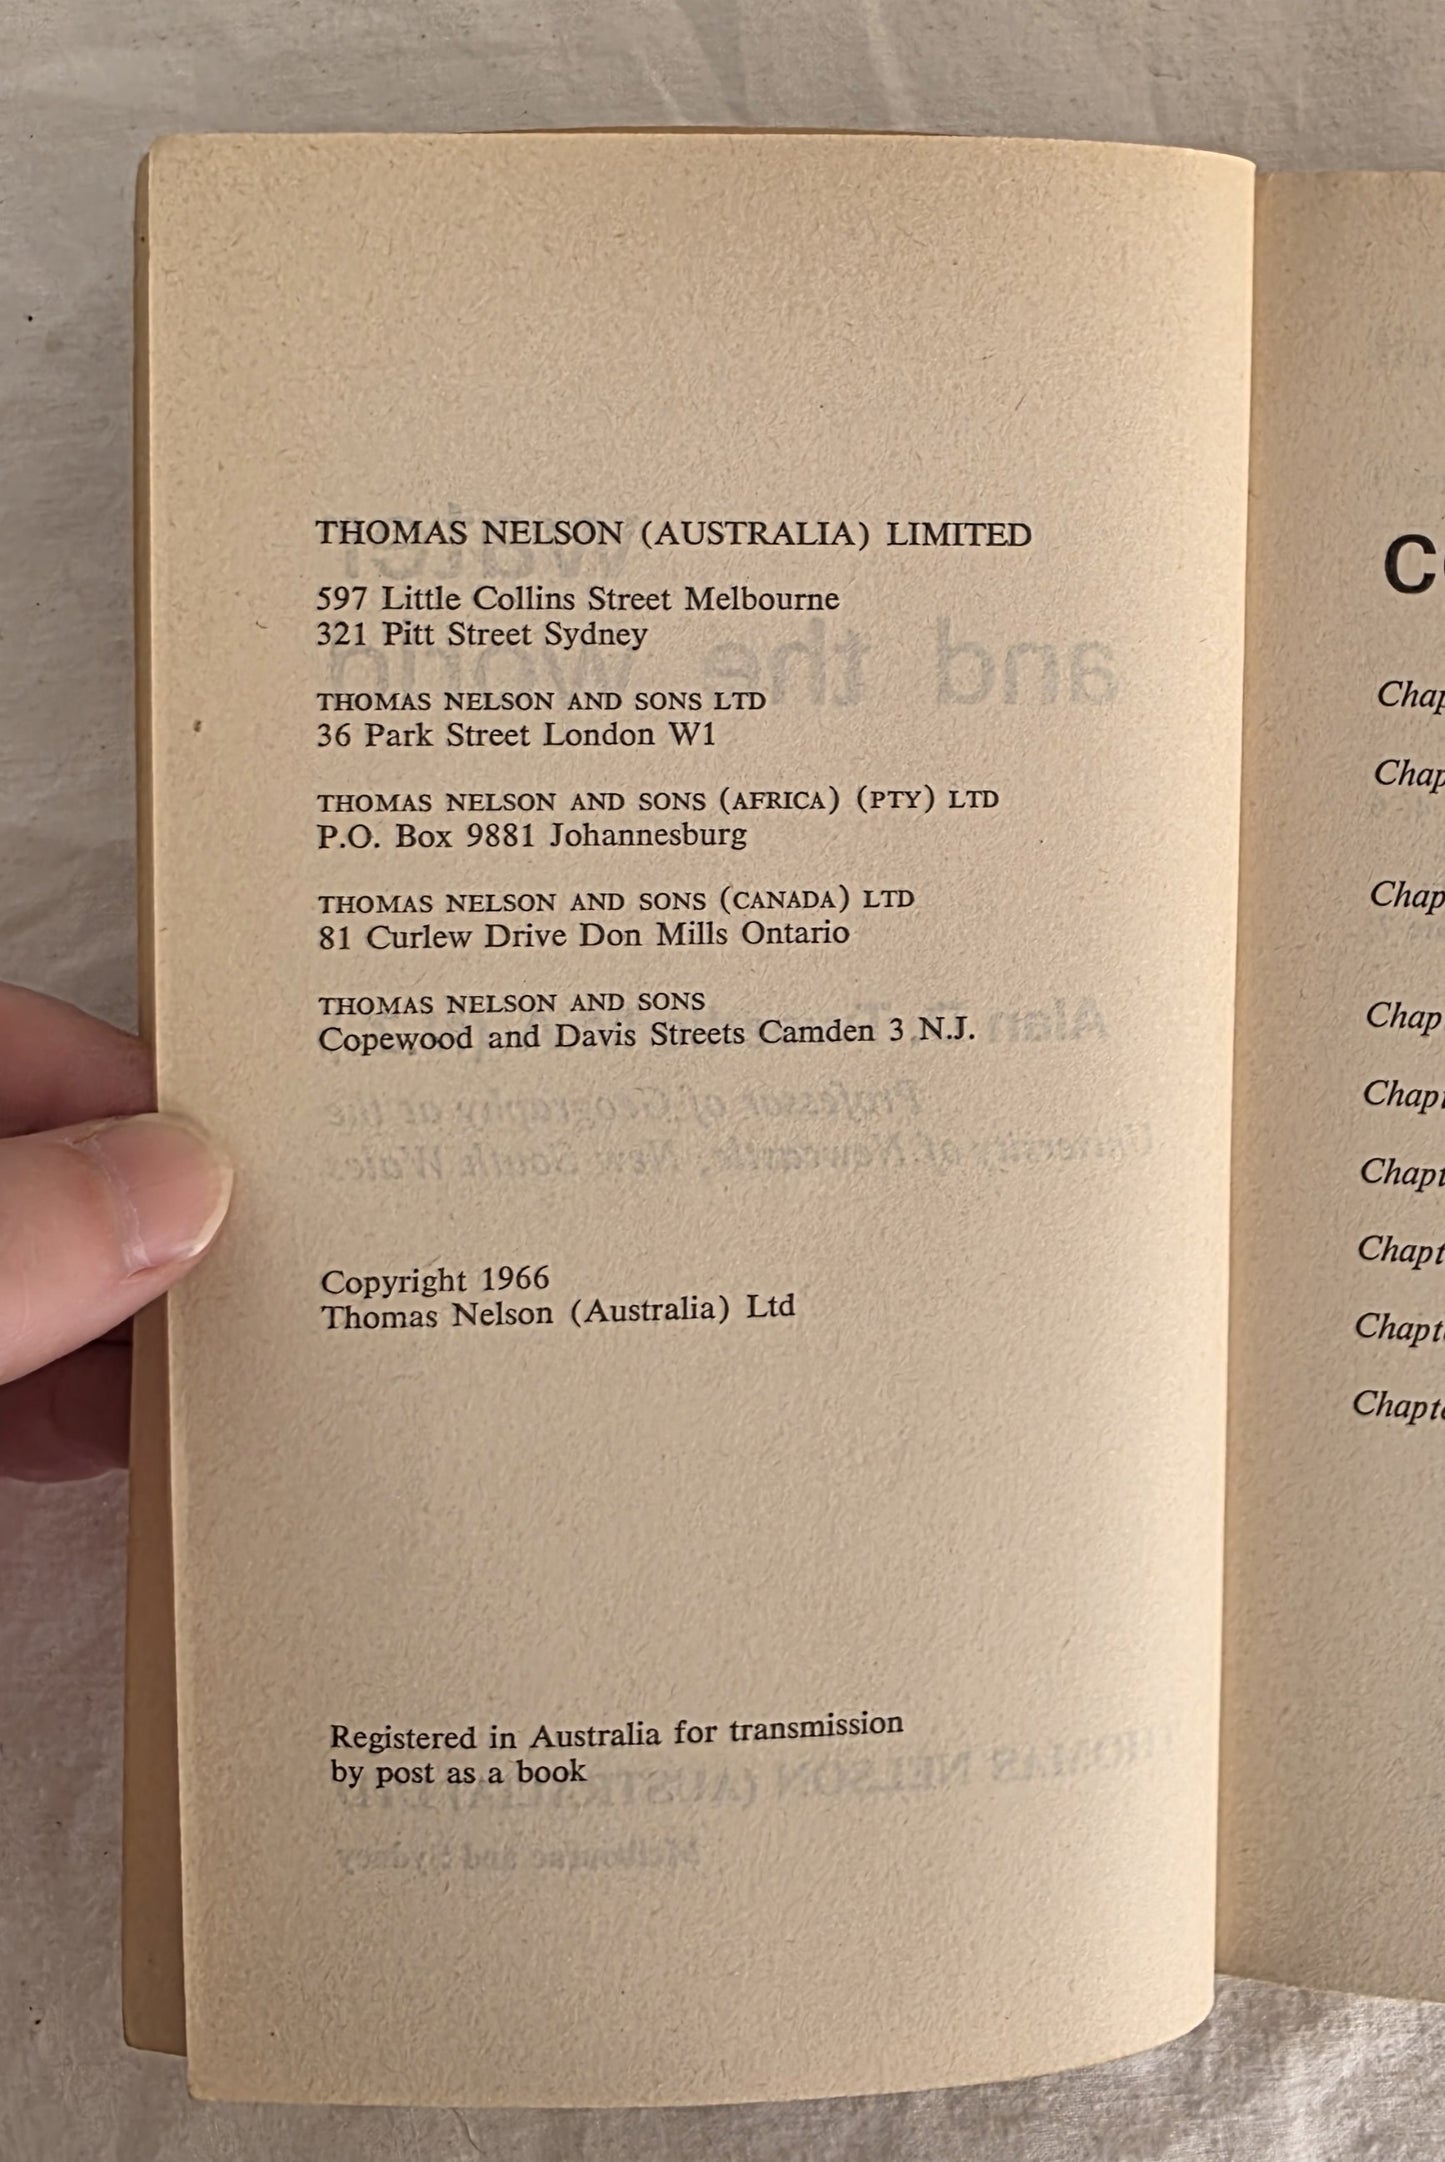 THOMAS NELSON (AUSTRALIA) LIMITED
597 Little Collins Street Melbourne
321 Pitt Street Sydney
THOMAS NELSON AND SONS LTD
36 Park Street London W1
THOMAS NELSON AND SONS (AFRICA) (PTY) LTD
P.O. Box 9881 Johannesburg
THOMAS NELSON AND SONS (CANADA) LTD
81 Curlew Drive Don Mills Ontario
THOMAS NELSON AND SONS
Copewood and Davis Streets Camden 3 N.J.
Copyright 1966
Thomas Nelson (Australia) Ltd
Registered in Australia for transmission
by post as a book